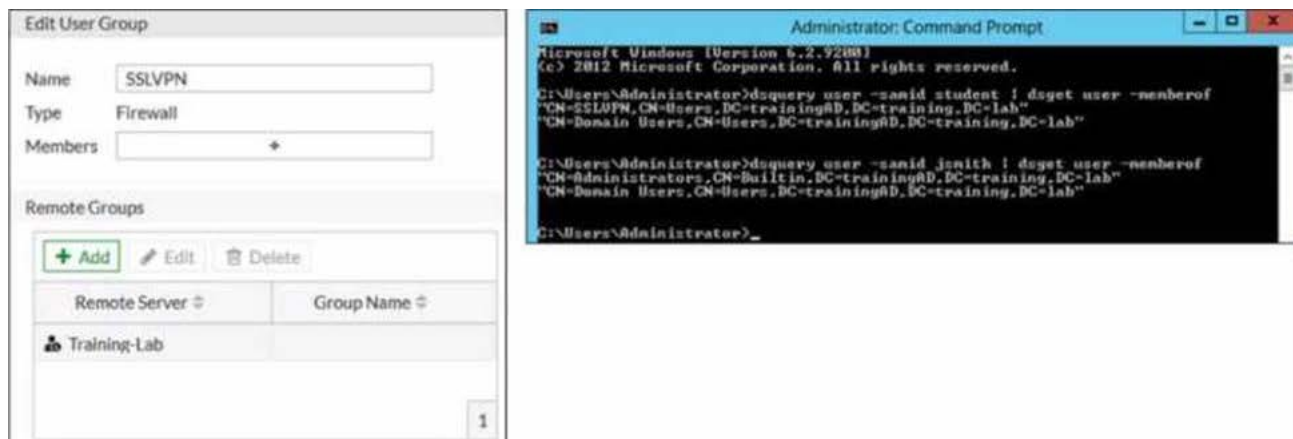 Edit User Group
Name SSLVPN
Type Firewall
Members +
Remote Groups
+ Add Edit Delete
Remote Server Group Name
Training-Lab
1
Administrator: Command Prompt
Microsoft Windows [Version 6.2.9200]
(c) 2012 Microsoft Corporation. All rights reserved.
C:\Users\Administrator>dsquery user -samid student | dsget user -memberof
"CN=SSLVPN,CN=Users,DC=trainingAD,DC=training,DC=lab"
"CN=Domain Users,CN=Users,DC=trainingAD,DC=training,DC=lab"
C:\Users\Administrator>dsquery user -samid jsmith | dsget user -memberof
"CN=Administrators,CN=Builtin,DC=trainingAD,DC=training,DC=lab"
"CN=Domain Users,CN=Users,DC=trainingAD,DC=training,DC=lab"
C:\Users\Administrator>_